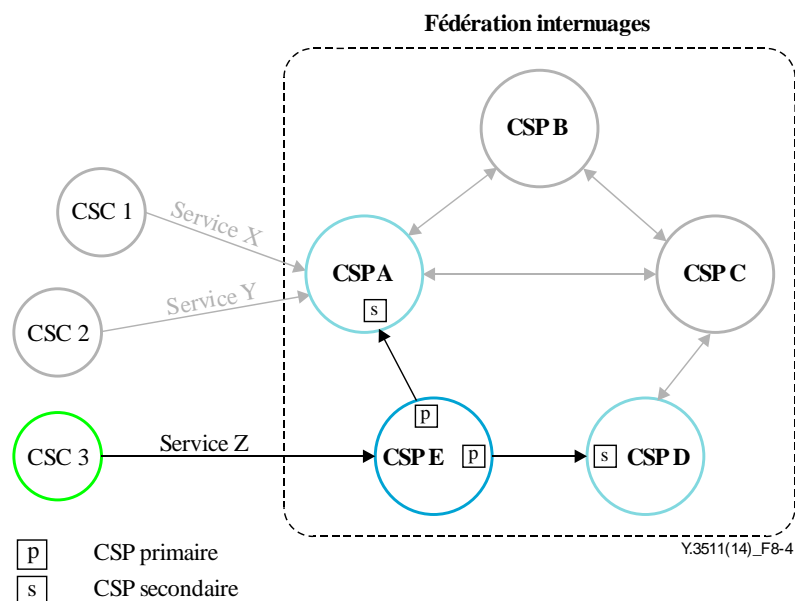 Fédération internuages
CSP B
CSC 1
Service X
CSP A
CSP C
Service Y
s
CSC 2
p
CSC 3
Service Z
CSP E
p
s
CSP D
Y.3511(14)_F8-4
p CSP primaire
s CSP secondaire